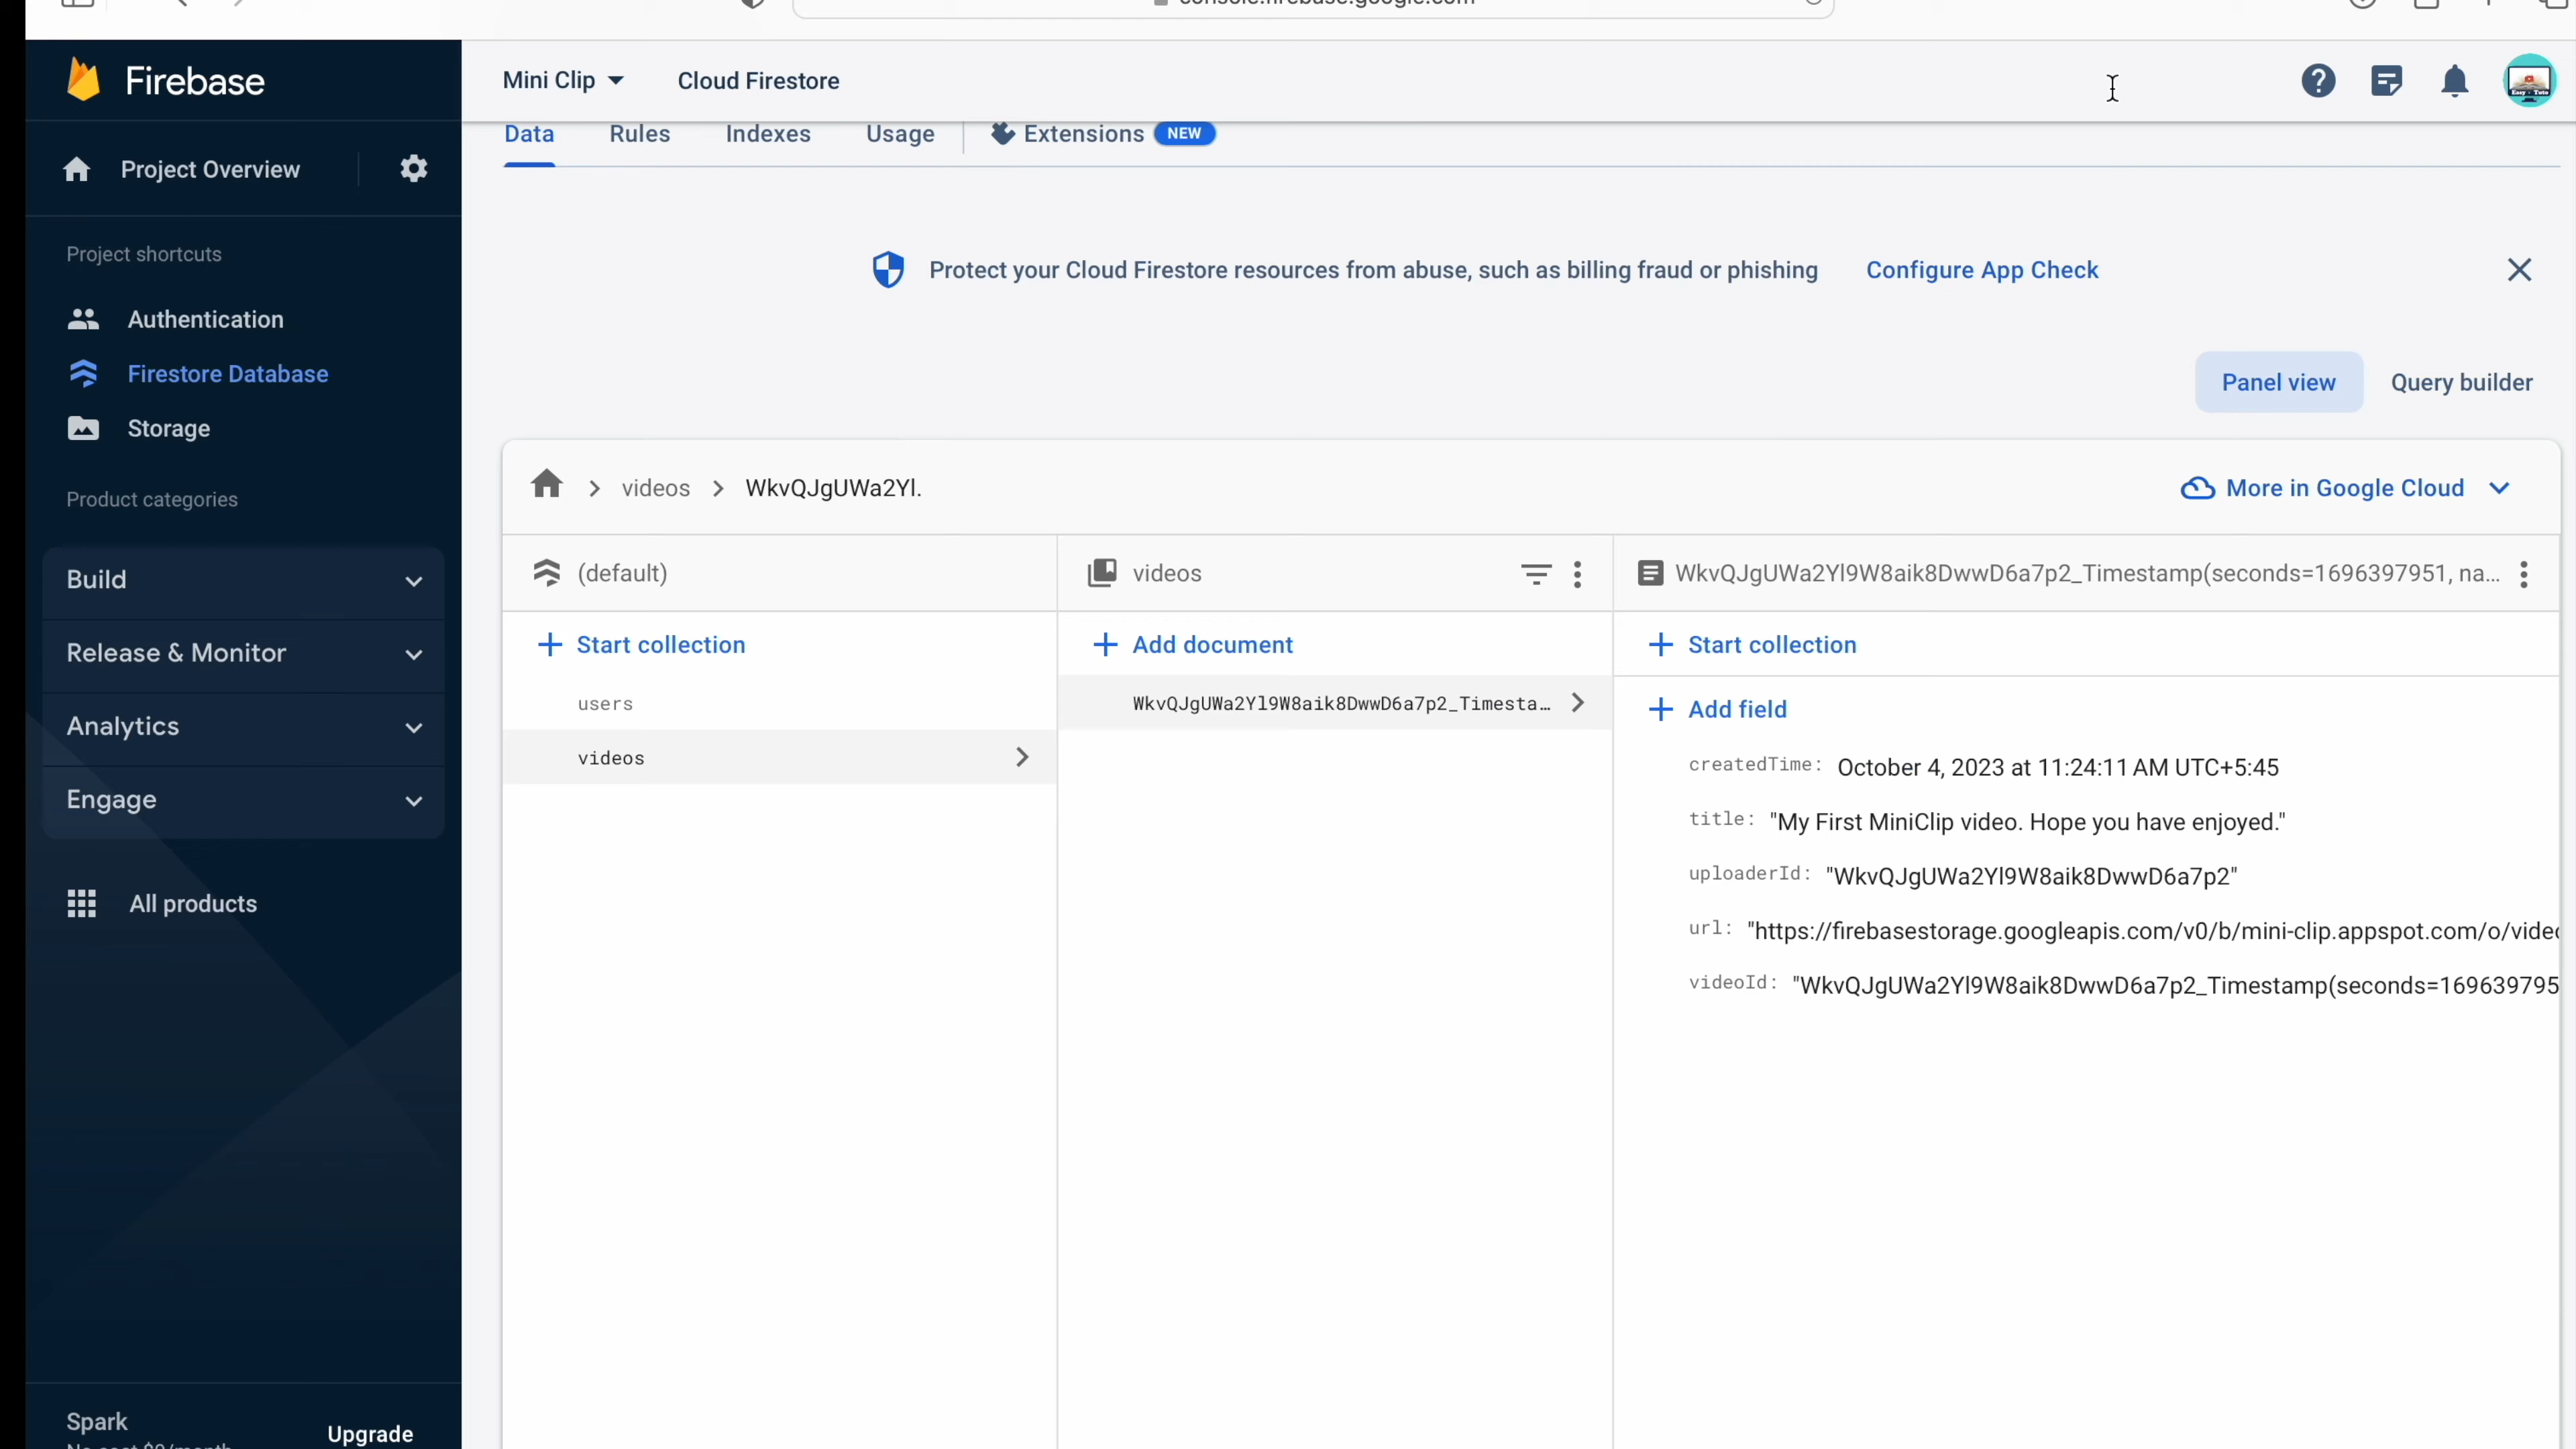 Firebase
Mini Clip
Cloud Firestore
Data
Rules
Indexes
Usage
Extensions
NEW
Project Overview
Project shortcuts
Authentication
Firestore Database
Storage
Product categories
Build
Release & Monitor
Analytics
Engage
All products
Spark
Upgrade
Protect your Cloud Firestore resources from abuse, such as billing fraud or phishing
Configure App Check
Panel view
Query builder
videos
WkvQJgUWa2Yl.
More in Google Cloud
(default)
videos
WkvQJgUWa2Yl9W8aik8DwwD6a7p2_Timestamp(seconds=1696397951, na...
Start collection
Add document
Start collection
users
videos
WkvQJgUWa2Yl9W8aik8DwwD6a7p2_Timesta...
Add field
createdTime: October 4, 2023 at 11:24:11 AM UTC+5:45
title: "My First MiniClip video. Hope you have enjoyed."
uploaderId: "WkvQJgUWa2Yl9W8aik8DwwD6a7p2"
url: "https://firebasestorage.googleapis.com/v0/b/mini-clip.appspot.com/o/vide
videoId: "WkvQJgUWa2Yl9W8aik8DwwD6a7p2_Timestamp(seconds=169639795